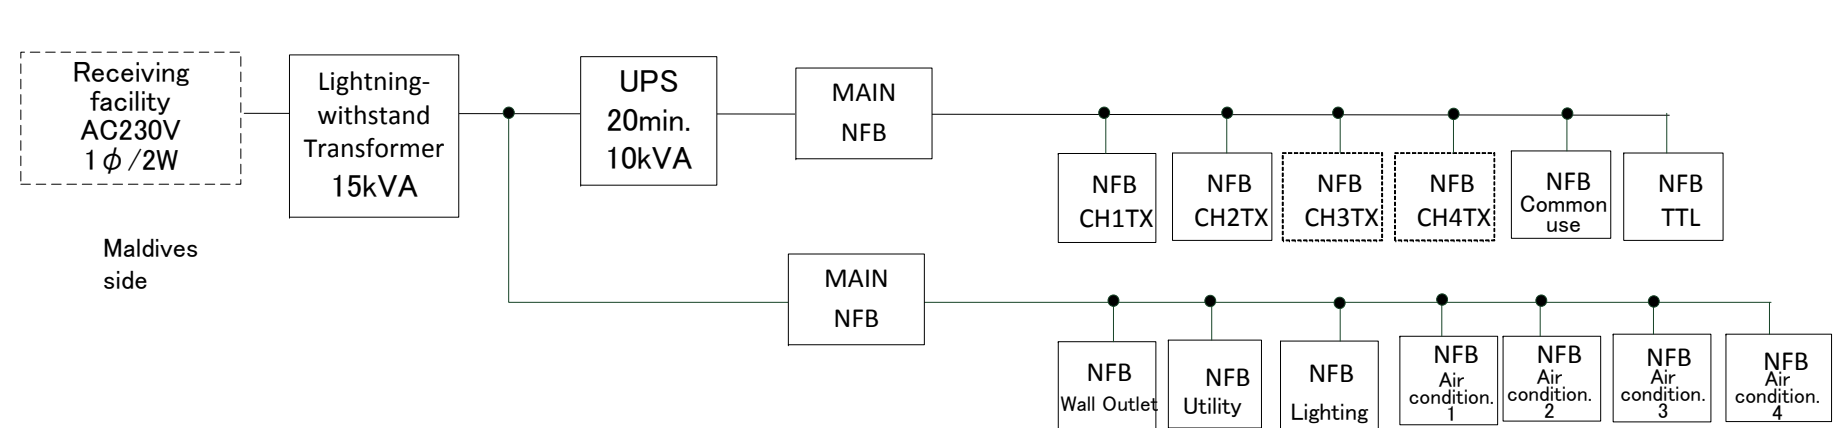 Receiving
facility
AC230V
1φ/2W
Maldives
side
Lightning-
withstand
Transformer
15kVA
UPS
20min.
10kVA
MAIN
NFB
NFB
CH1TX
NFB
CH2TX
NFB
CH3TX
NFB
CH4TX
NFB
Common
use
NFB
TTL
MAIN
NFB
NFB
Wall Outlet
NFB
Utility
NFB
Lighting
NFB
Air
condition.
1
NFB
Air
condition.
2
NFB
Air
condition.
3
NFB
Air
condition.
4